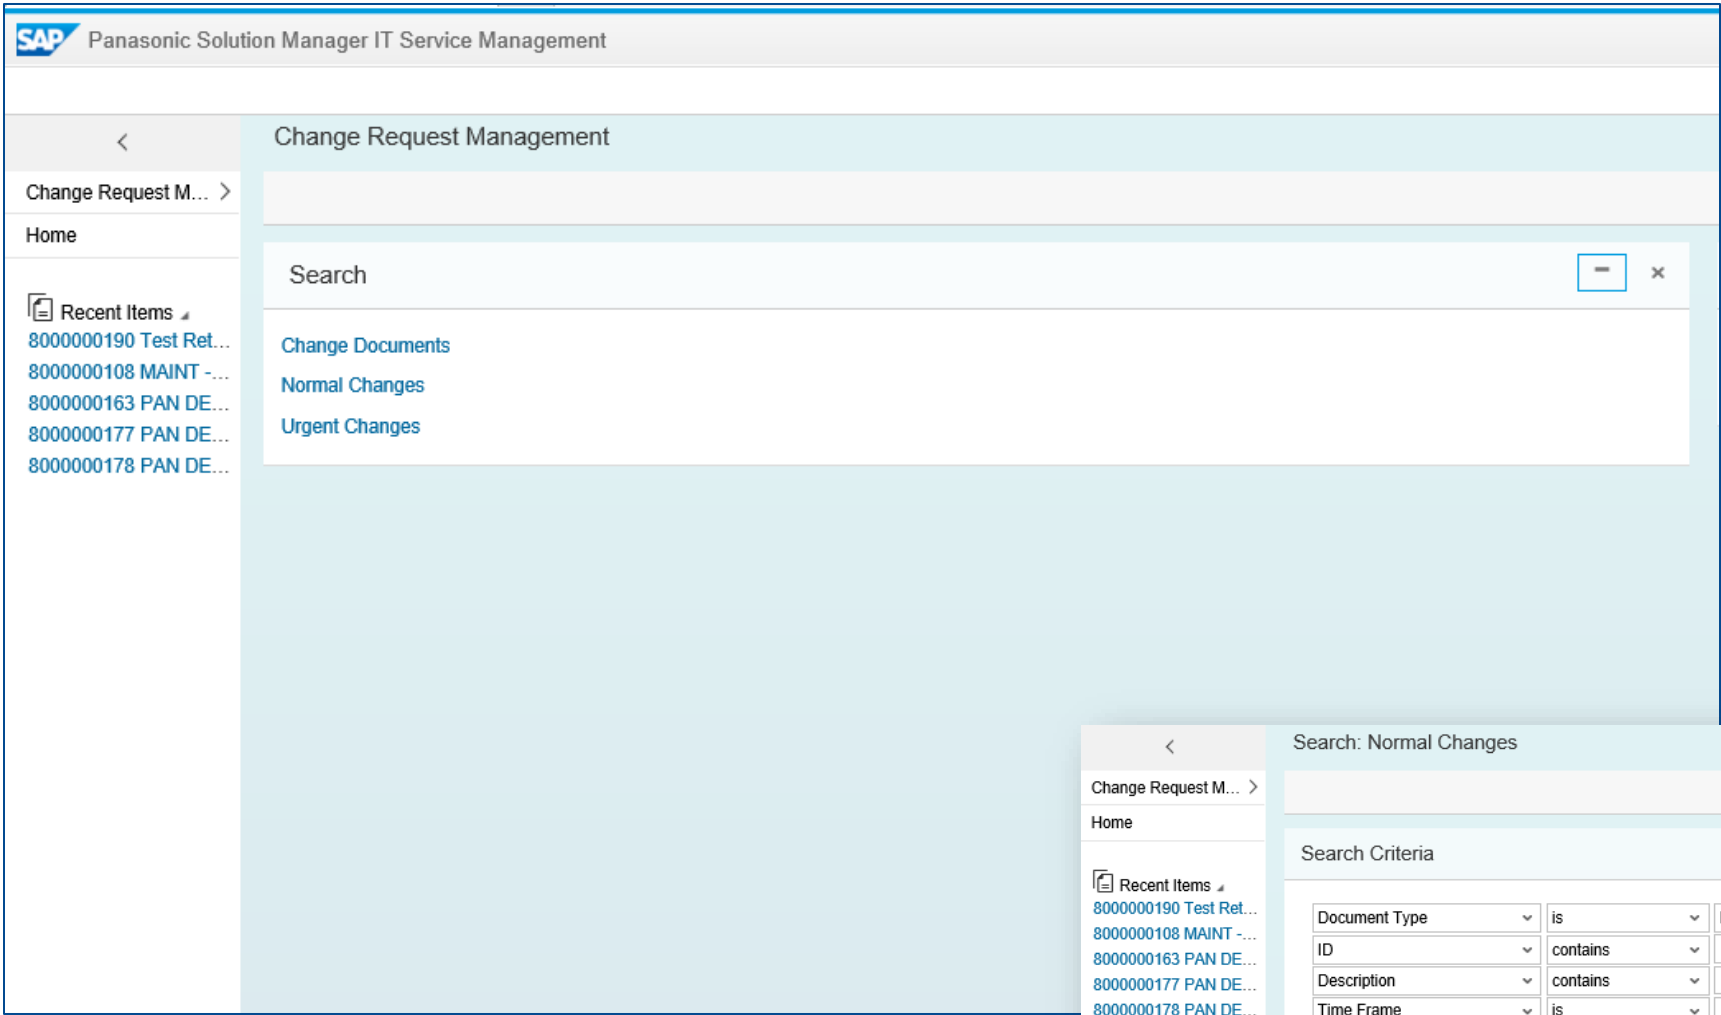 SAP Panasonic Solution Manager IT Service Management
Change Request Management
Change Request M...
Home
Search
Recent Items
8000000190 Test Ret...
8000000108 MAINT -...
8000000163 PAN DE...
8000000177 PAN DE...
8000000178 PAN DE...
Change Documents
Normal Changes
Urgent Changes
Search: Normal Changes
Change Request M...
Home
Search Criteria
Recent Items
8000000190 Test Ret...
8000000108 MAINT -...
8000000163 PAN DE...
8000000177 PAN DE...
8000000178 PAN DE...
Document Type is
ID contains
Description contains
Time Frame is